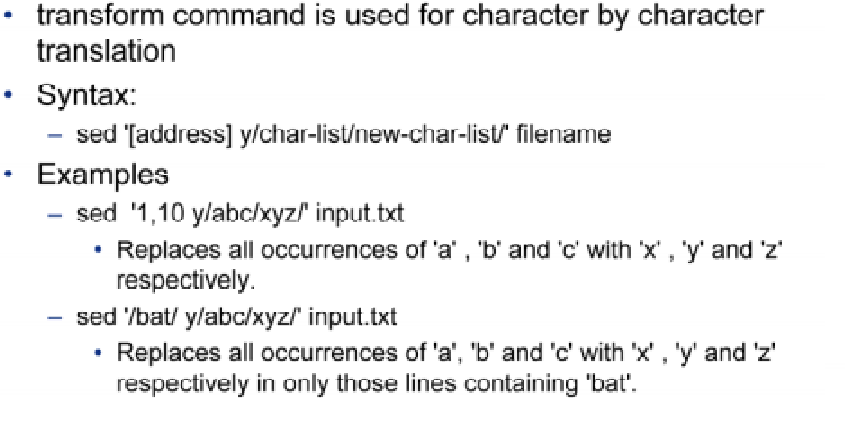 • transform command is used for character by character
translation
• Syntax:
– sed '[address] y/char-list/new-char-list/' filename
• Examples
– sed '1,10 y/abc/xyz/' input.txt
• Replaces all occurrences of 'a' , 'b' and 'c' with 'x' , 'y' and 'z'
respectively.
– sed '/bat/ y/abc/xyz/' input.txt
• Replaces all occurrences of 'a', 'b' and 'c' with 'x' , 'y' and 'z'
respectively in only those lines containing 'bat'.